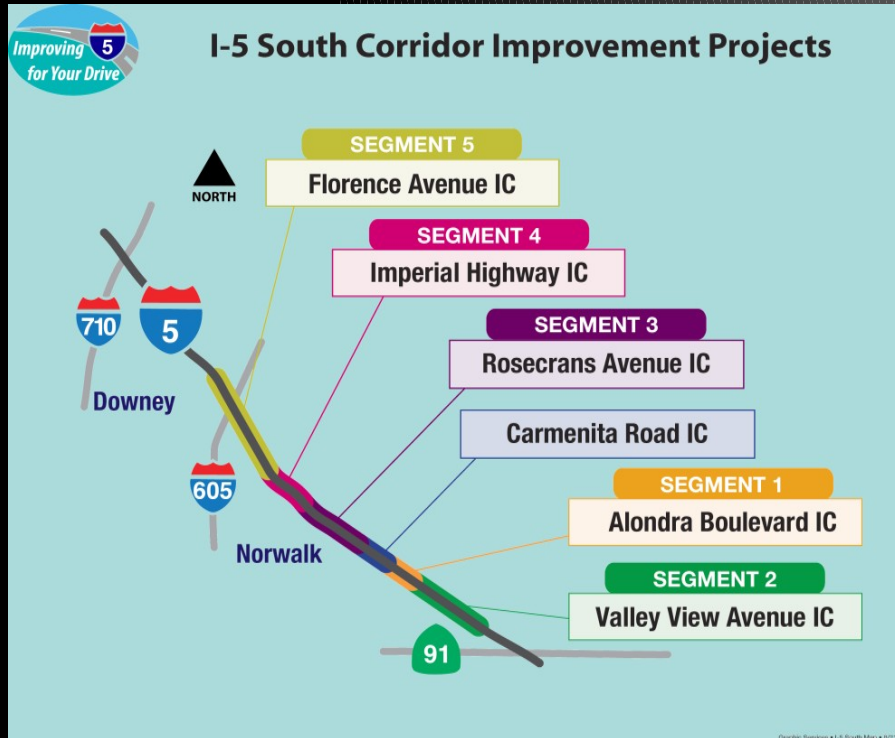 Improving
5
for Your Drive
I-5 South Corridor Improvement Projects
SEGMENT 5
Florence Avenue IC
NORTH
SEGMENT 4
Imperial Highway IC
710
5
SEGMENT 3
Rosecrans Avenue IC
Downey
Carmenita Road IC
605
SEGMENT 1
Alondra Boulevard IC
Norwalk
SEGMENT 2
Valley View Avenue IC
91